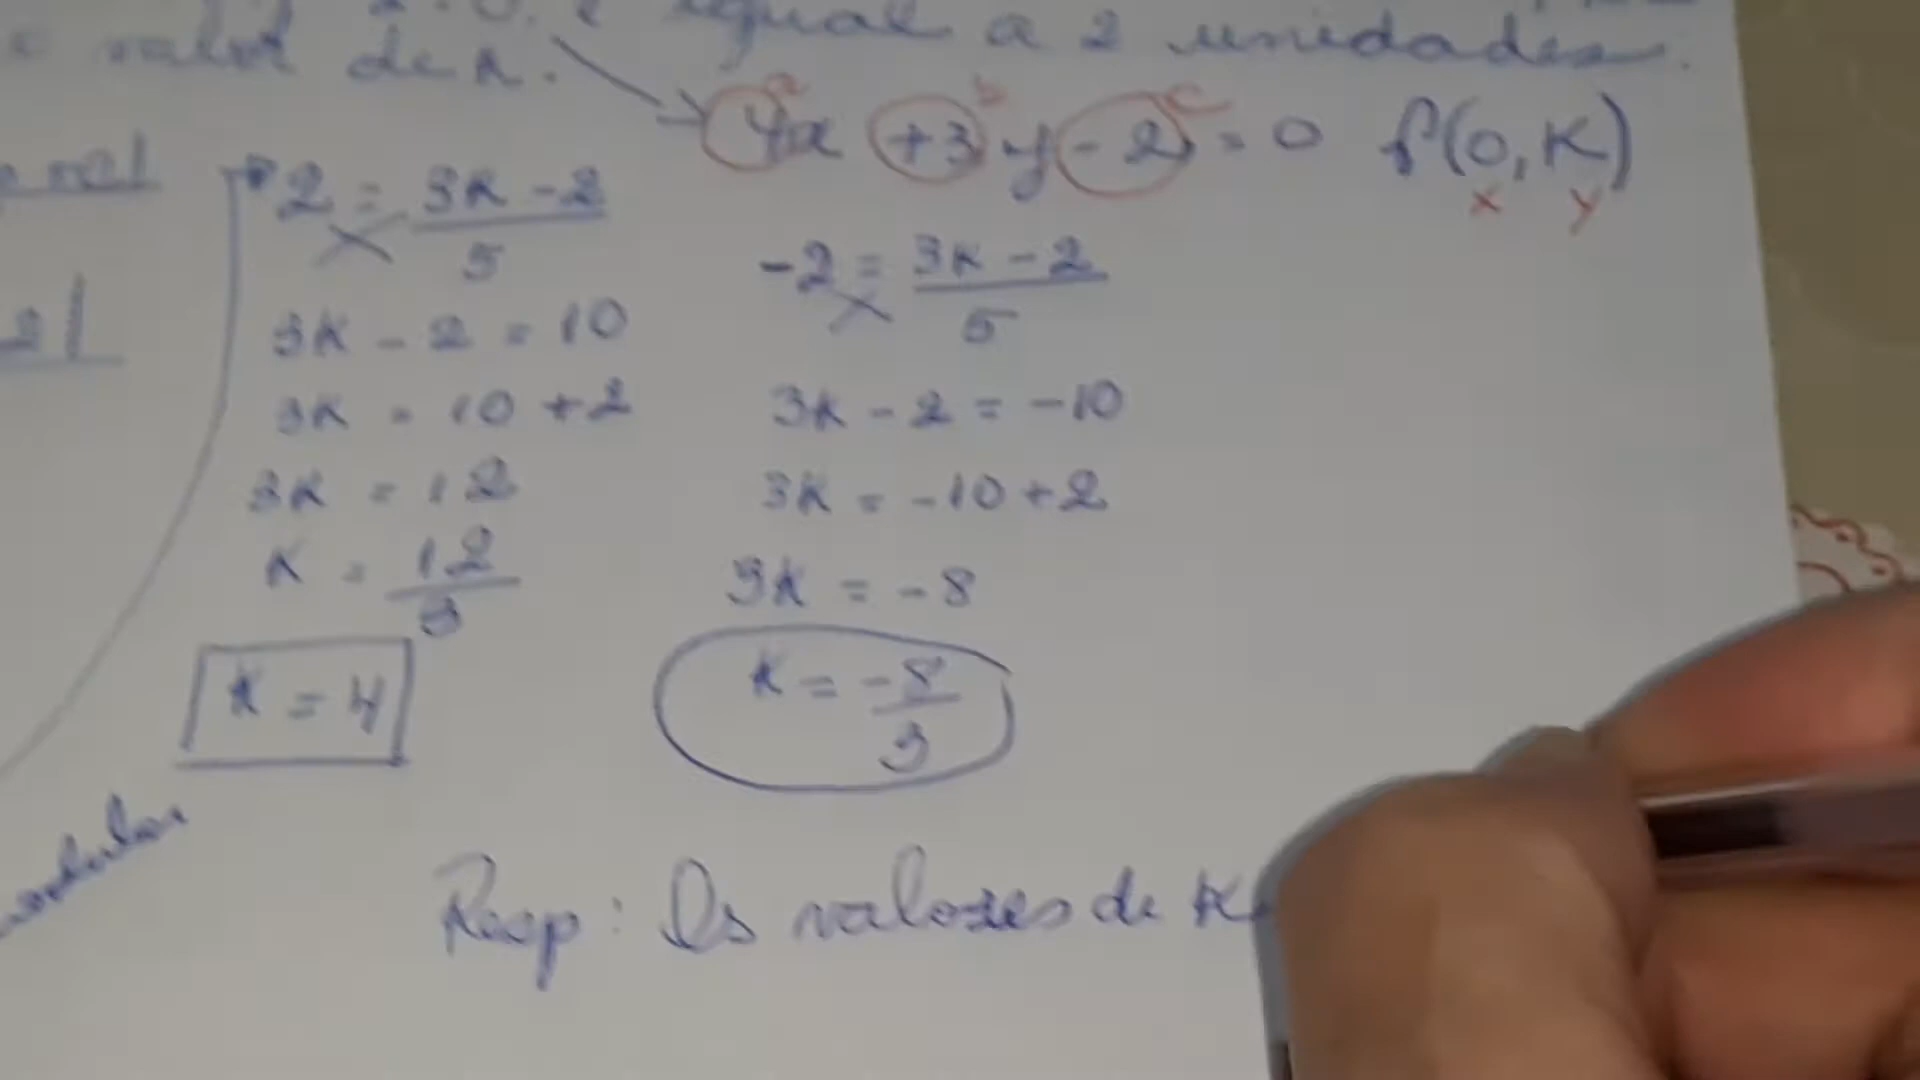 igual a 2 unidades.
valor de k.
4x +3y -2 = 0 P(0,K)
a b c
x y
2 = 3k - 2
5
3k - 2 = 10
3k = 10 + 2
3k = 12
k = 12
3
k = 4
-2 = 3k - 2
5
3k - 2 = -10
3k = -10 + 2
3k = -8
k = -8
3
Resp: Os valores de K